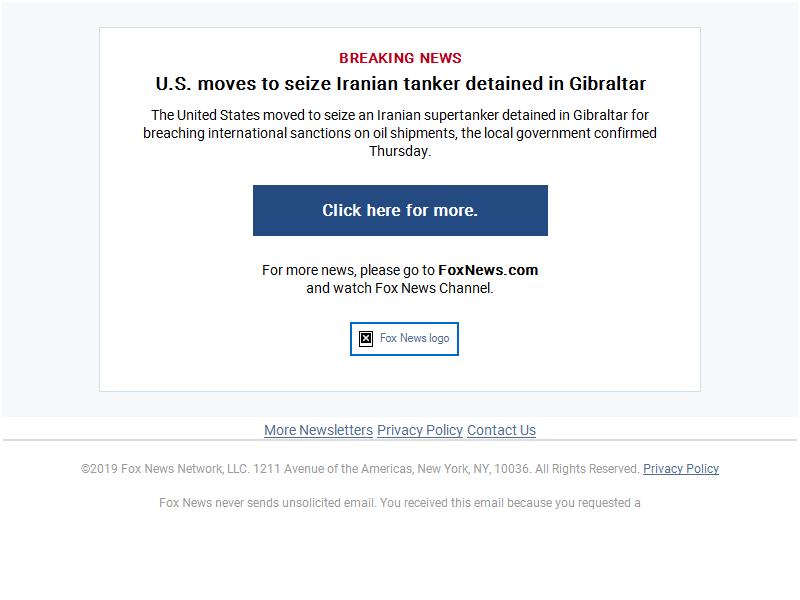 BREAKING NEWS
U.S. moves to seize Iranian tanker detained in Gibraltar
The United States moved to seize an Iranian supertanker detained in Gibraltar for
breaching international sanctions on oil shipments, the local government confirmed
Thursday.
Click here for more.
For more news, please go to FoxNews.com
and watch Fox News Channel.
Fox News logo
More Newsletters Privacy Policy Contact Us
©2019 Fox News Network, LLC. 1211 Avenue of the Americas, New York, NY, 10036. All Rights Reserved. Privacy Policy
Fox News never sends unsolicited email. You received this email because you requested a